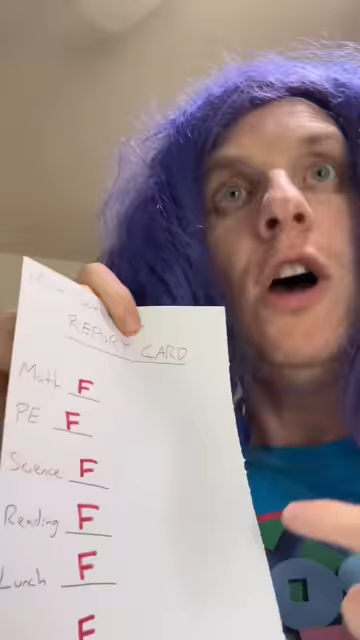 REPORT CARD
Math F
PE F
Science F
Reading F
Lunch F
F